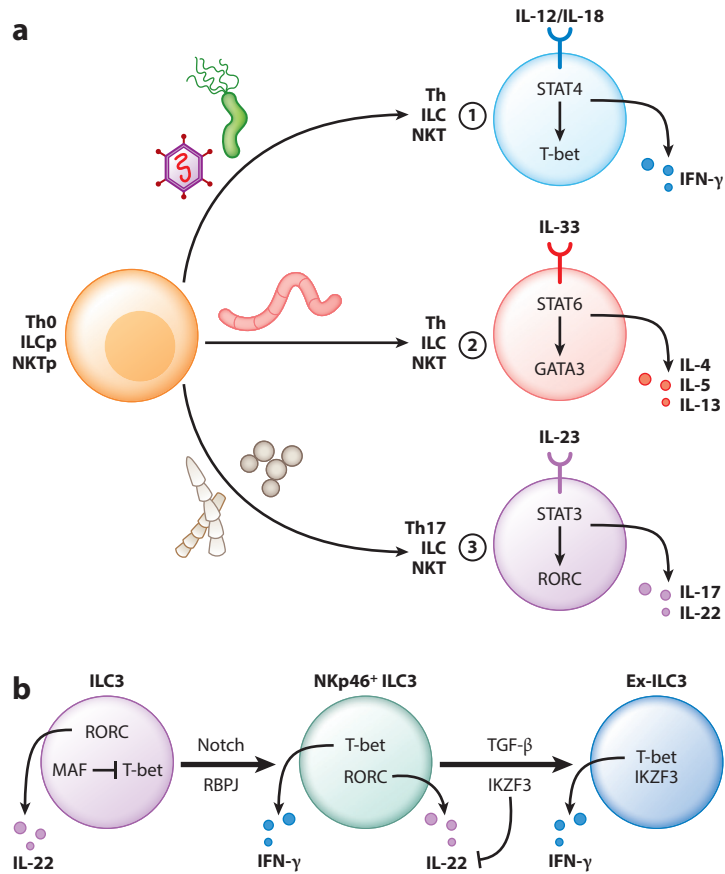 a
IL-12/IL-18
Th
ILC
NKT
1
STAT4
T-bet
IFN-γ
Th0
ILCp
NKTp
IL-33
Th
ILC
NKT
2
STAT6
GATA3
IL-4
IL-5
IL-13
IL-23
Th17
ILC
NKT
3
STAT3
RORC
IL-17
IL-22
b
ILC3
RORC
MAF
T-bet
IL-22
Notch
RBPJ
NKp46⁺ ILC3
T-bet
RORC
IFN-γ
IL-22
TGF-β
IKZF3
Ex-ILC3
T-bet
IKZF3
IFN-γ